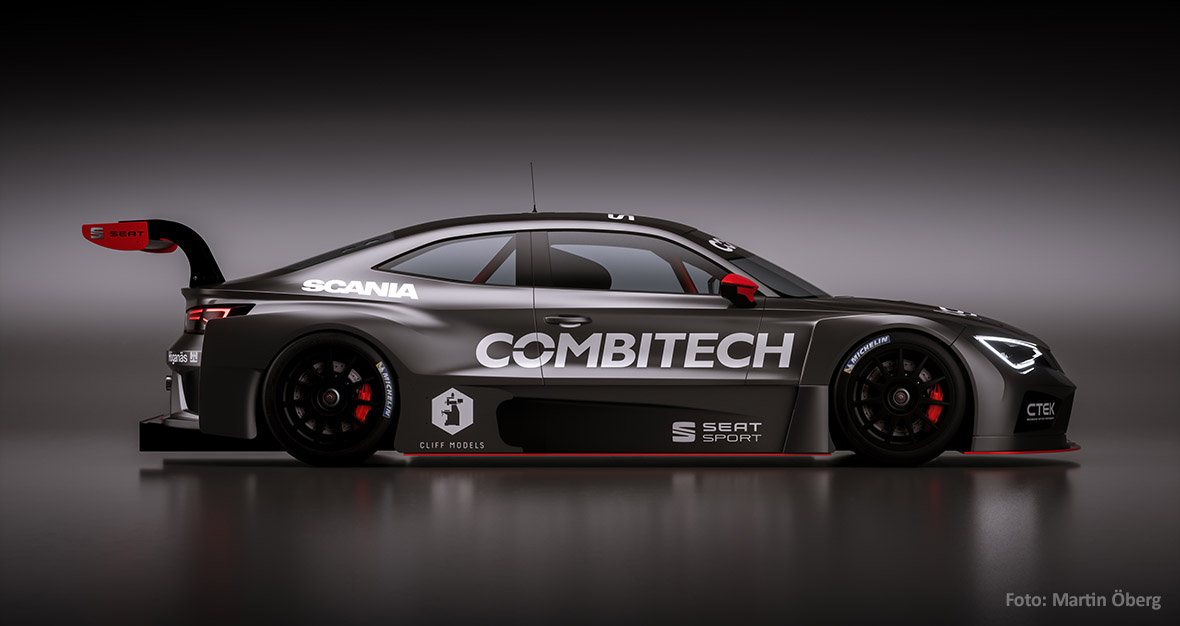 SEAT
SCANIA
COMBITECH
Höganäs
MICHELIN
MICHELIN
CLIFF MODELS
SEAT
SPORT
CTEK
Foto: Martin Öberg